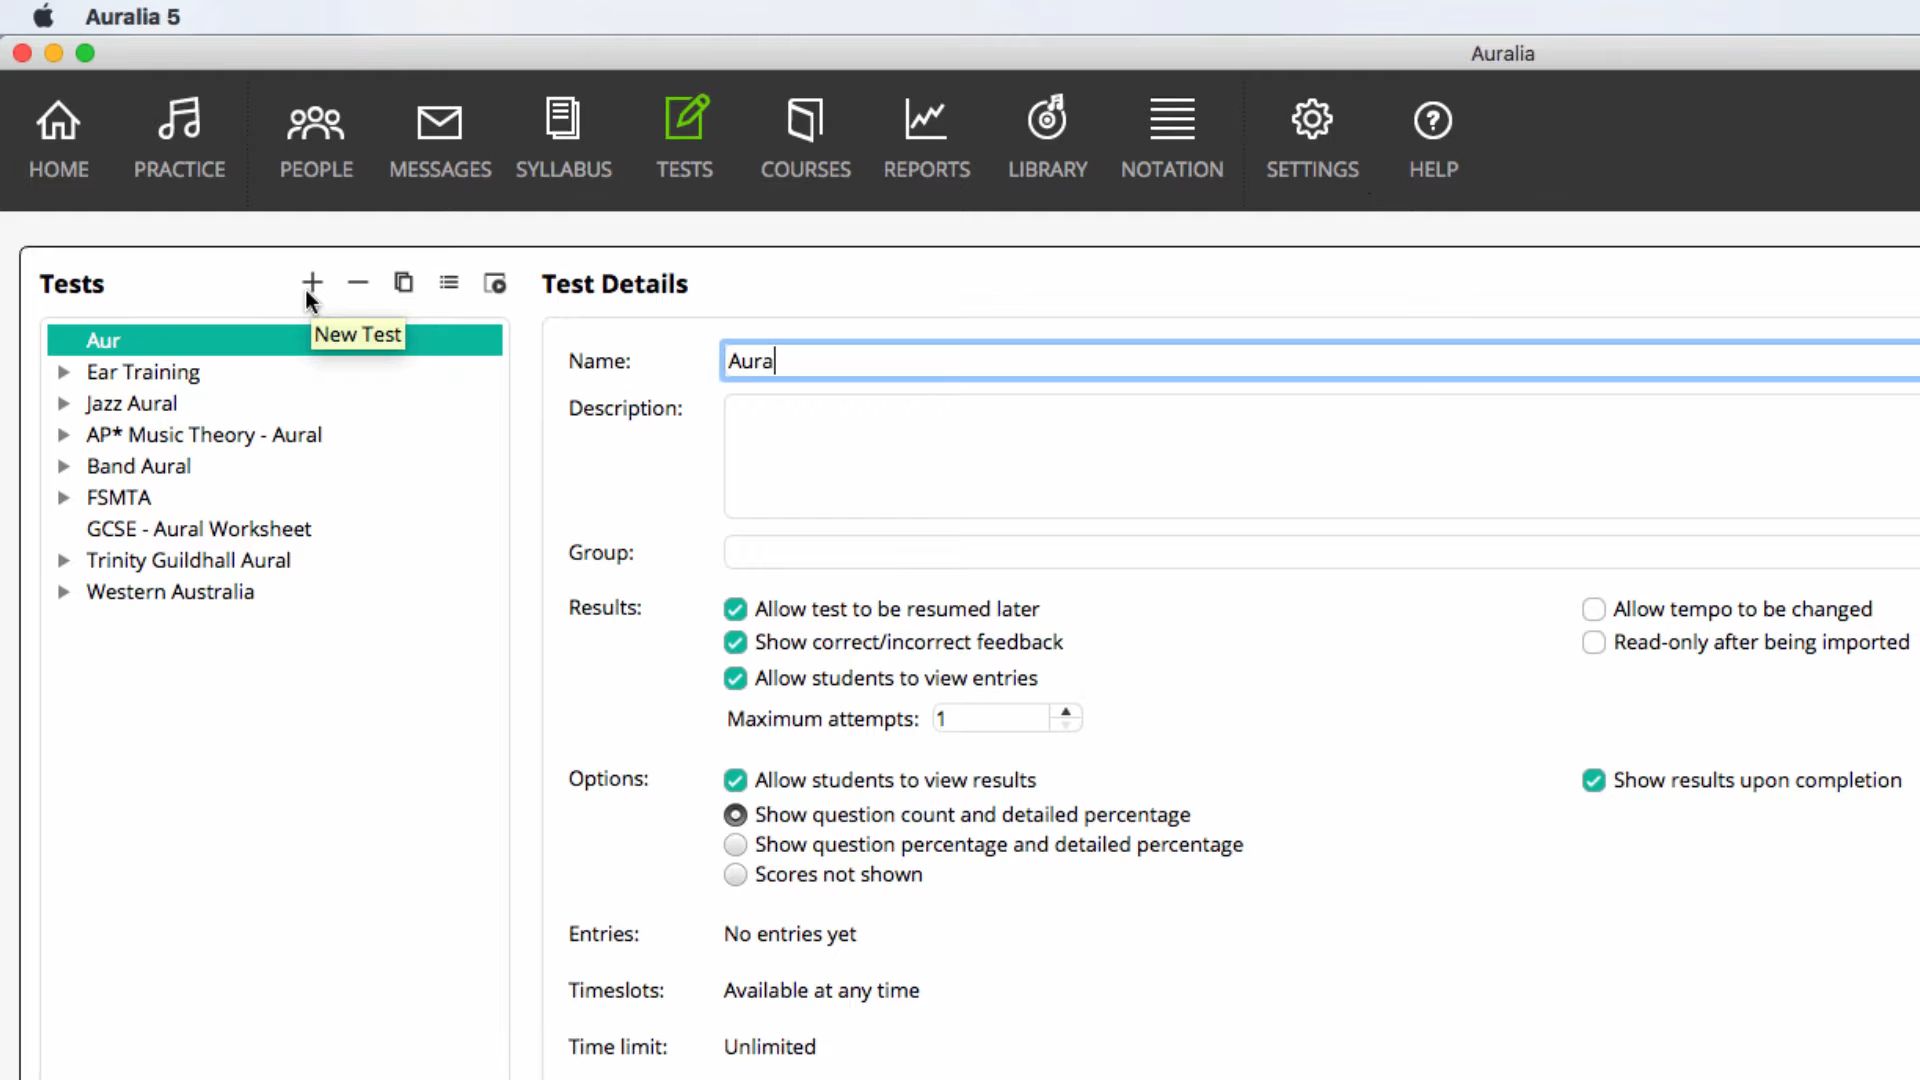 Auralia 5
Auralia
HOME PRACTICE PEOPLE MESSAGES SYLLABUS TESTS COURSES REPORTS LIBRARY NOTATION SETTINGS HELP
Tests
New Test
Aur
Ear Training
Jazz Aural
AP* Music Theory - Aural
Band Aural
FSMTA
GCSE - Aural Worksheet
Trinity Guildhall Aural
Western Australia
Test Details
Name: Aura
Description:
Group:
Results: Allow test to be resumed later Allow tempo to be changed
Show correct/incorrect feedback Read-only after being imported
Allow students to view entries
Maximum attempts: 1
Options: Allow students to view results Show results upon completion
Show question count and detailed percentage
Show question percentage and detailed percentage
Scores not shown
Entries: No entries yet
Timeslots: Available at any time
Time limit: Unlimited